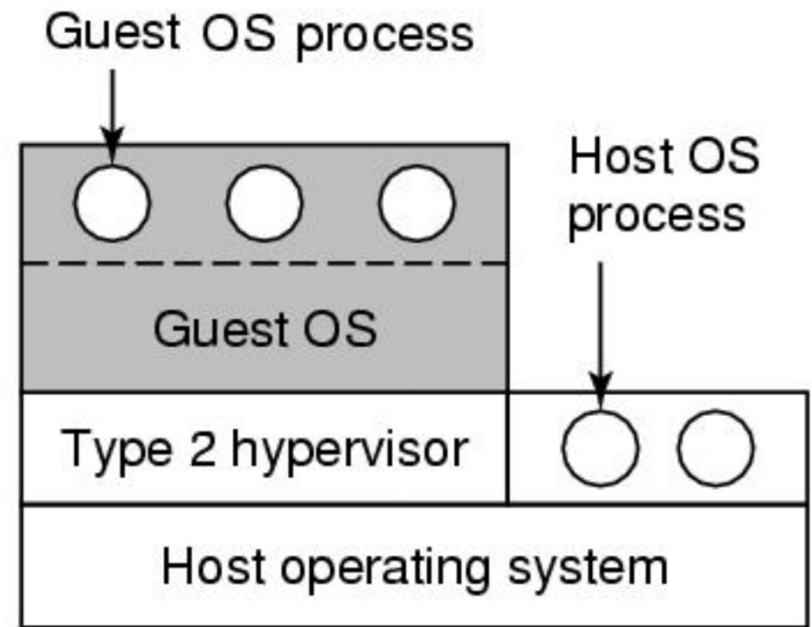 Guest OS process
Host OS
process
Guest OS
Type 2 hypervisor
Host operating system